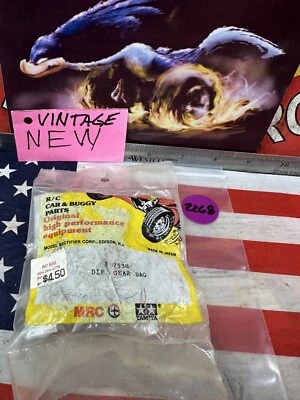 • VINTAGE
NEW
WESTCOTT
2268
R/C
CAR & BUGGY
PARTS
Original
high performance
equipment
MODEL RECTIFIER CORP., EDISON, N.J.
MADE IN JAPAN
$4.50
DIFF GEAR BAG
MRC
TAMIYA